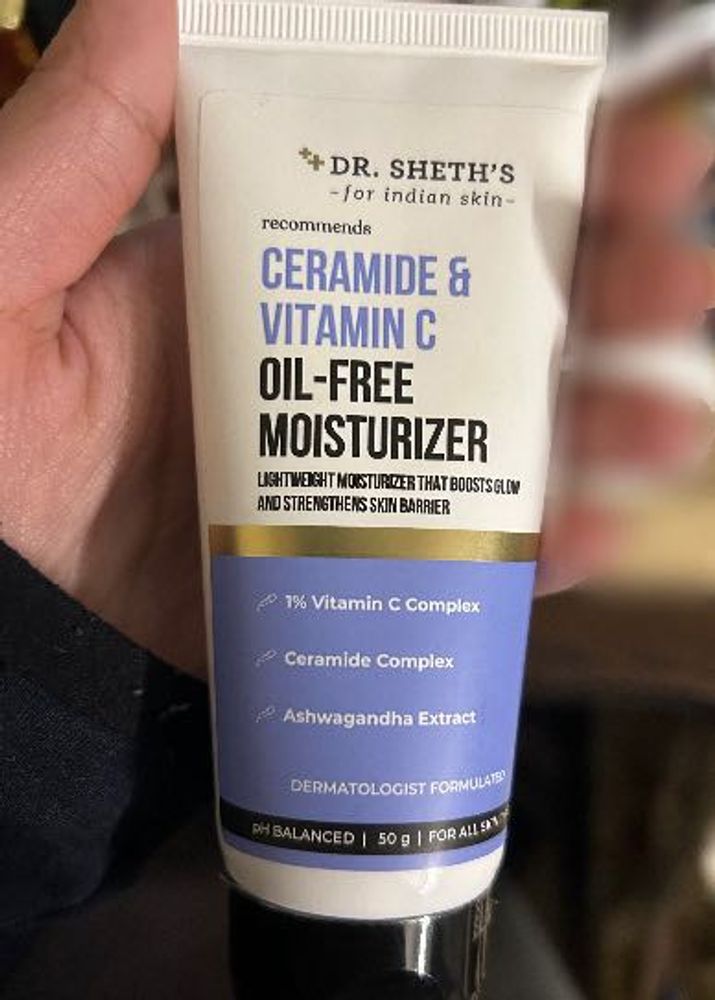 DR. SHETH'S
-for indian skin-
recommends
CERAMIDE &
VITAMIN C
OIL-FREE
MOISTURIZER
LIGHTWEIGHT MOISTURIZER THAT BOOSTS GLOW
AND STRENGTHENS SKIN BARRIER
1% Vitamin C Complex
Ceramide Complex
Ashwagandha Extract
DERMATOLOGIST FORMULATED
pH BALANCED | 50 g | FOR ALL SKIN